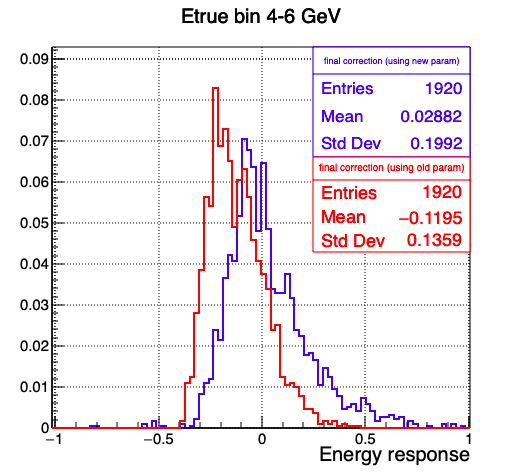 Etrue bin 4-6 GeV
final correction (using new param)
Entries 1920
Mean 0.02882
Std Dev 0.1992
final correction (using old param)
Entries 1920
Mean −0.1195
Std Dev 0.1359
0.09
0.08
0.07
0.06
0.05
0.04
0.03
0.02
0.01
0
−1 −0.5 0 0.5 1
Energy response